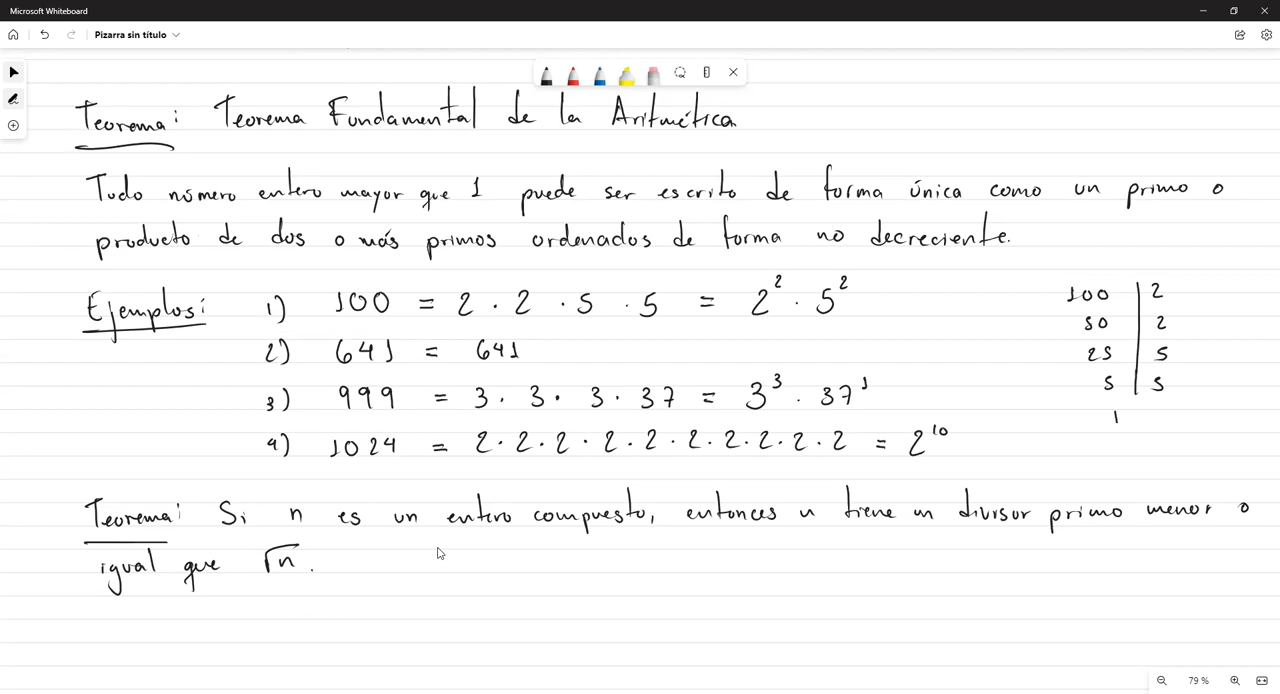 Microsoft Whiteboard
Pizarra sin título
Teorema: Teorema Fundamental de la Aritmética
Todo número entero mayor que 1 puede ser escrito de forma única como un primo o
producto de dos o más primos ordenados de forma no decreciente.
Ejemplos: 1) 100 = 2 · 2 · 5 · 5 = 2² · 5²
2) 641 = 641
3) 999 = 3 · 3 · 3 · 37 = 3³ · 37¹
4) 1024 = 2 · 2 · 2 · 2 · 2 · 2 · 2 · 2 · 2 · 2 = 2¹⁰
100 | 2
50 | 2
25 | 5
5 | 5
1
Teorema: Si n es un entero compuesto, entonces n tiene un divisor primo menor o
igual que √n.
79 %